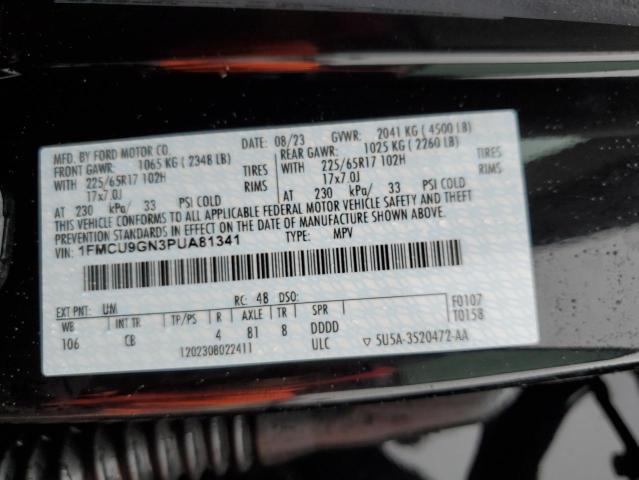 MFD. BY FORD MOTOR CO. DATE: 08/23 GVWR: 2041 KG ( 4500 LB)
FRONT GAWR: 1065 KG ( 2348 LB) REAR GAWR: 1025 KG ( 2260 LB)
WITH 225/65R17 102H TIRES WITH 225/65R17 102H TIRES
17x7.0J RIMS 17x7.0J RIMS
AT 230 kPa/ 33 PSI COLD AT 230 kPa/ 33 PSI COLD
THIS VEHICLE CONFORMS TO ALL APPLICABLE FEDERAL MOTOR VEHICLE SAFETY AND THEFT
PREVENTION STANDARDS IN EFFECT ON THE DATE OF MANUFACTURE SHOWN ABOVE.
VIN: 1FMCU9GN3PUA81341 TYPE: MPV
EXT PNT: UM RC: 48 DSO: F0107
WB INT TR TP/PS R AXLE TR SPR T0158
106 CB 4 81 8 DDDD
1202308022411 ULC ▽ 5U5A-3520472-AA